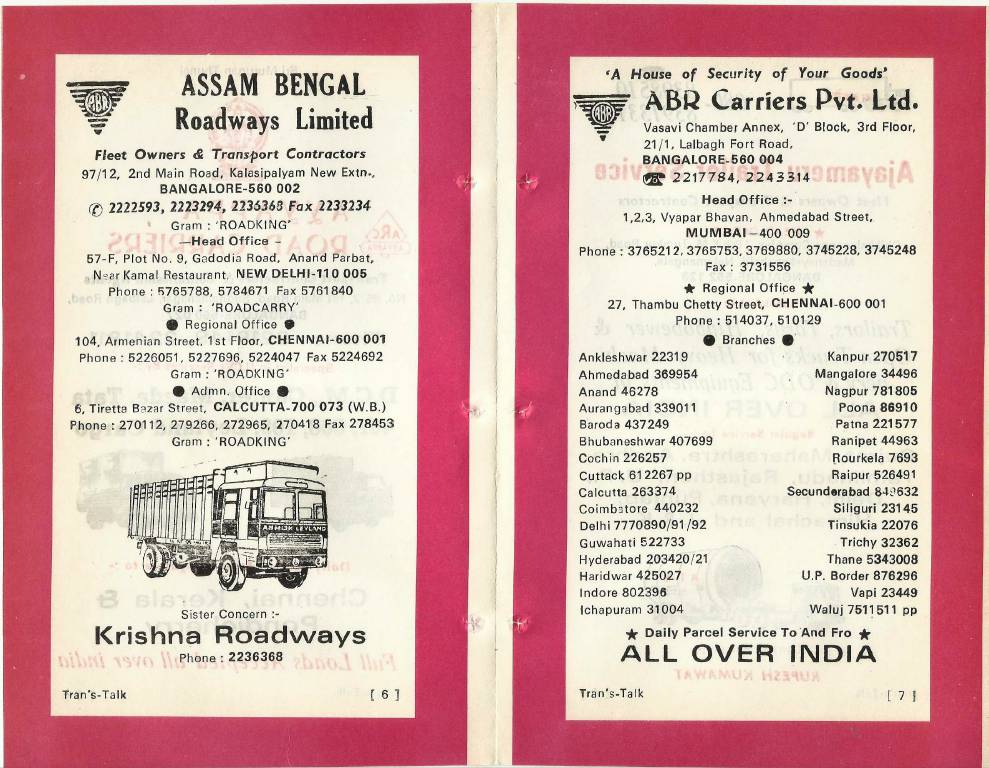 ABR
ASSAM BENGAL
Roadways Limited
Fleet Owners & Transport Contractors
97/12, 2nd Main Road, Kalasipalyam New Extn.,
BANGALORE-560 002
✆ 2222593, 2223294, 2236368 Fax 2233234
Gram : 'ROADKING'
—Head Office –
57-F, Plot No. 9, Gadodia Road, Anand Parbat,
Near Kamal Restaurant, NEW DELHI-110 005
Phone : 5765788, 5784671 Fax 5761840
Gram : 'ROADCARRY'
● Regional Office ●
104, Armenian Street, 1st Floor, CHENNAI-600 001
Phone : 5226051, 5227696, 5224047 Fax 5224692
Gram : 'ROADKING'
● Admn. Office ●
6, Tiretta Bazar Street, CALCUTTA-700 073 (W.B.)
Phone : 270112, 279266, 272965, 270418 Fax 278453
Gram : 'ROADKING'
ASHOK LEYLAND
Sister Concern :-
Krishna Roadways
Phone : 2236368
Tran's-Talk [ 6 ]
'A House of Security of Your Goods'
ABR
ABR Carriers Pvt. Ltd.
Vasavi Chamber Annex, 'D' Block, 3rd Floor,
21/1, Lalbagh Fort Road,
BANGALORE-560 004
☎ 2217784, 2243314
Head Office :-
1,2,3, Vyapar Bhavan, Ahmedabad Street,
MUMBAI–400 009
Phone : 3765212, 3765753, 3769880, 3745228, 3745248
Fax : 3731556
★ Regional Office ★
27, Thambu Chetty Street, CHENNAI-600 001
Phone : 514037, 510129
● Branches ●
Ankleshwar 22319 Kanpur 270517
Ahmedabad 369954 Mangalore 34496
Anand 46278 Nagpur 781805
Aurangabad 339011 Poona 86910
Baroda 437249 Patna 221577
Bhubaneshwar 407699 Ranipet 44963
Cochin 226257 Rourkela 7693
Cuttack 612267 pp Raipur 526491
Calcutta 263374 Secunderabad 849632
Coimbatore 440232 Siliguri 23145
Delhi 7770890/91/92 Tinsukia 22076
Guwahati 522733 Trichy 32362
Hyderabad 203420/21 Thane 5343008
Haridwar 425027 U.P. Border 876296
Indore 802396 Vapi 23449
Ichapuram 31004 Waluj 7511511 pp
★ Daily Parcel Service To And Fro ★
ALL OVER INDIA
Tran's-Talk [ 7 ]